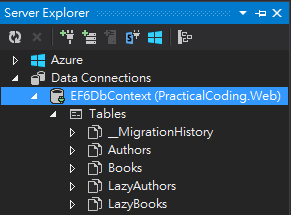 Server Explorer
Azure
Data Connections
EF6DbContext (PracticalCoding.Web)
Tables
__MigrationHistory
Authors
Books
LazyAuthors
LazyBooks